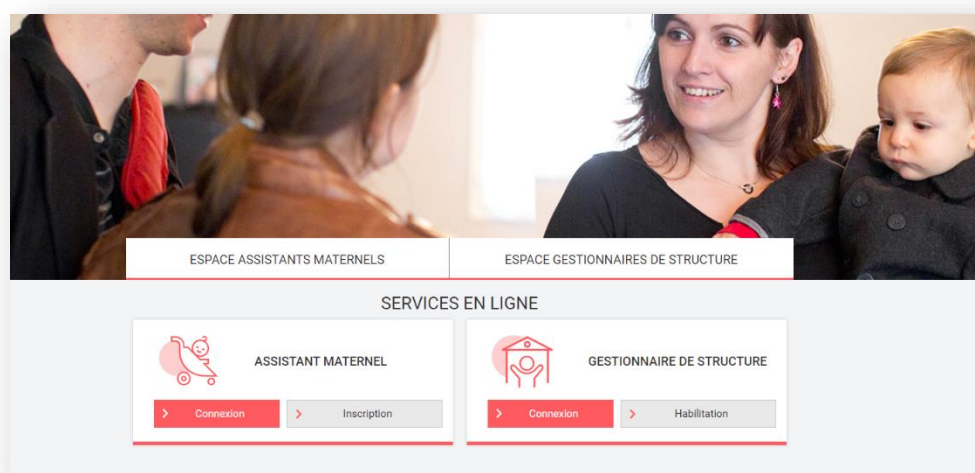 ESPACE ASSISTANTS MATERNELS
ESPACE GESTIONNAIRES DE STRUCTURE
SERVICES EN LIGNE
ASSISTANT MATERNEL
Connexion
Inscription
GESTIONNAIRE DE STRUCTURE
Connexion
Habilitation